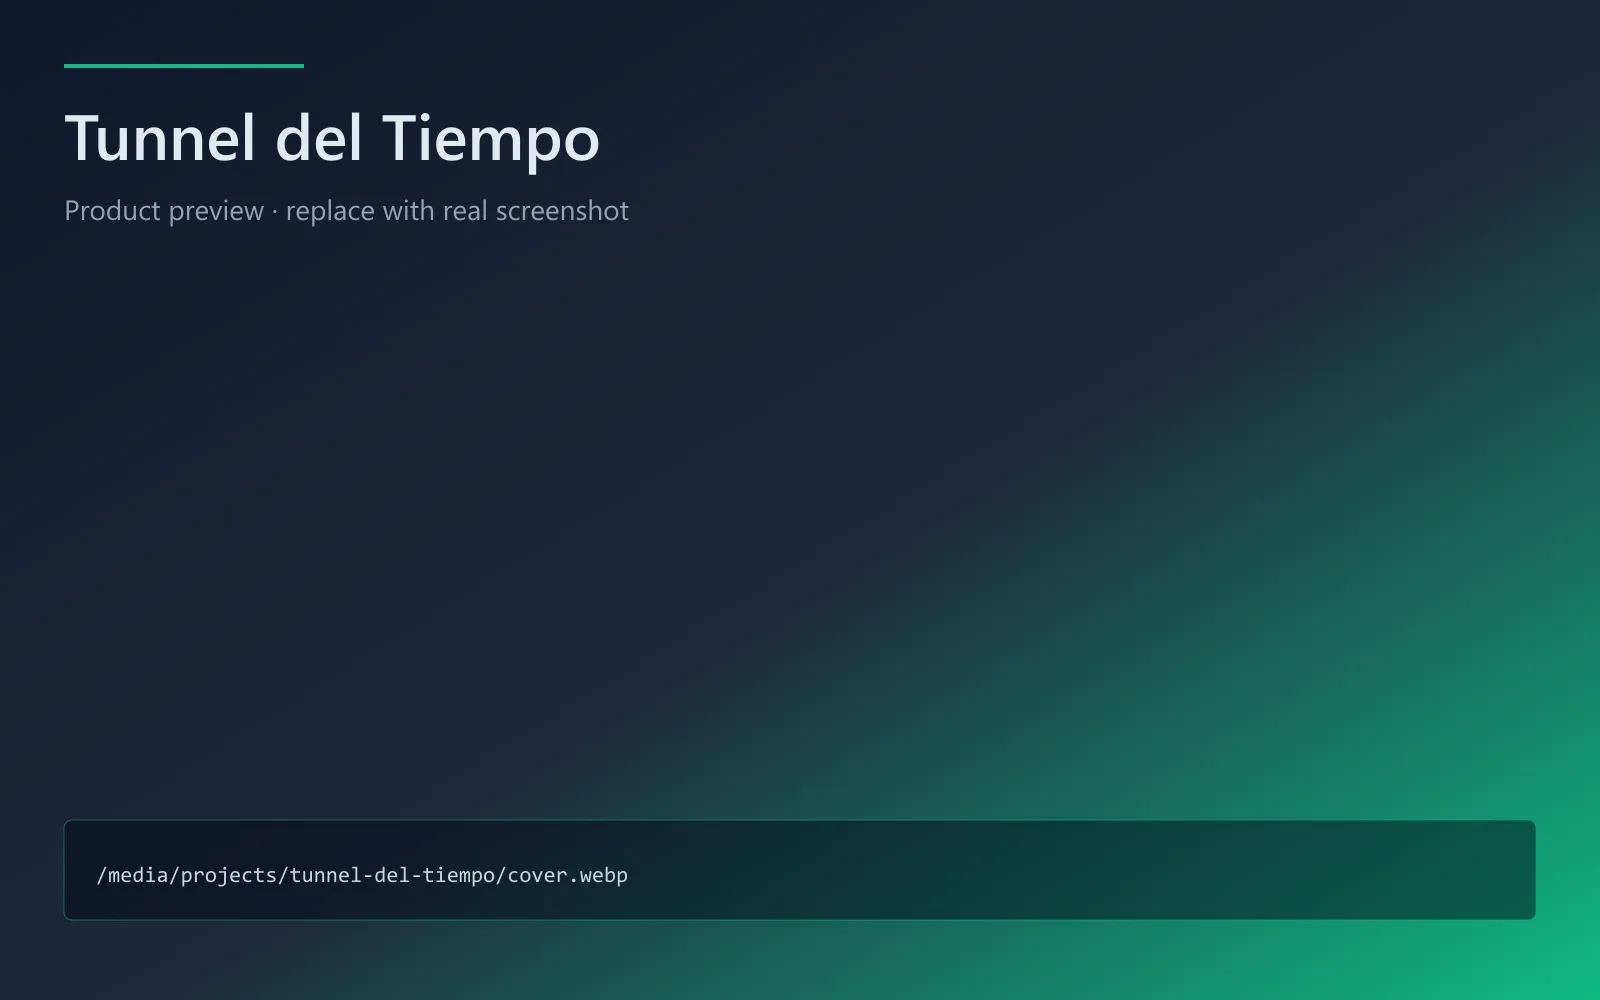 Tunnel del Tiempo
Product preview · replace with real screenshot
/media/projects/tunnel-del-tiempo/cover.webp